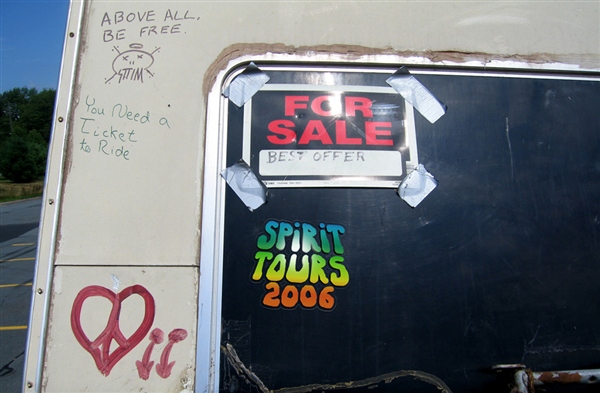 ABOVE ALL,
BE FREE.
You Need a
Ticket
to Ride
FOR
SALE
BEST OFFER
SPiRiT
TOURS
2006